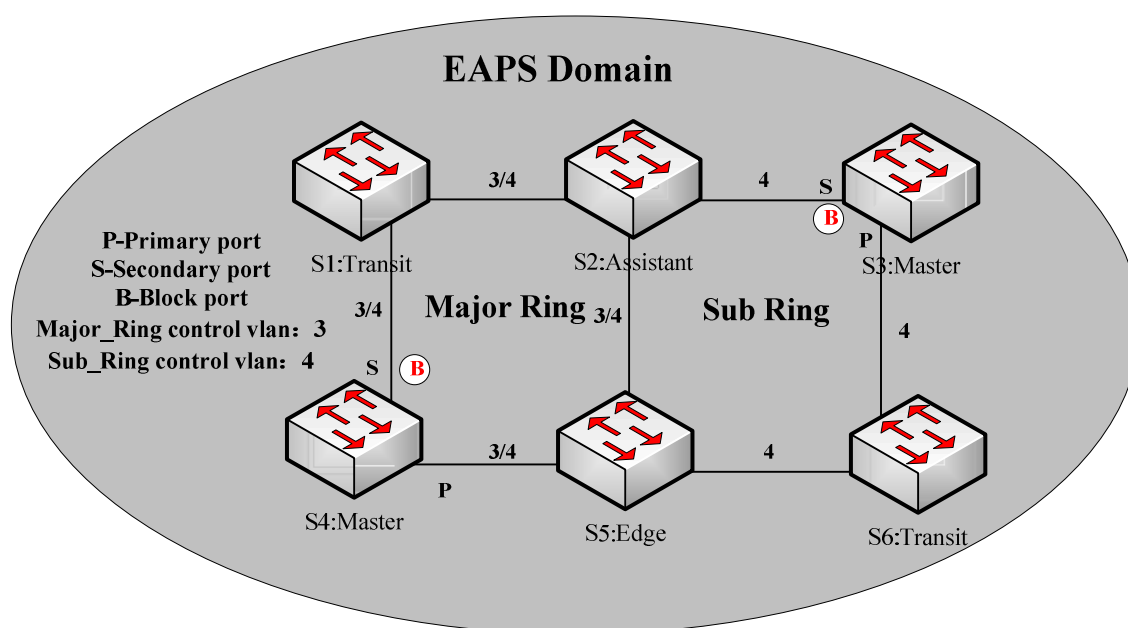 EAPS Domain
3/4
4
S
B
P-Primary port
S-Secondary port
B-Block port
Major_Ring control vlan：3
Sub_Ring control vlan：4
S1:Transit
S2:Assistant
P
S3:Master
3/4
Major Ring
3/4
Sub Ring
4
S
B
3/4
P
4
S4:Master
S5:Edge
S6:Transit